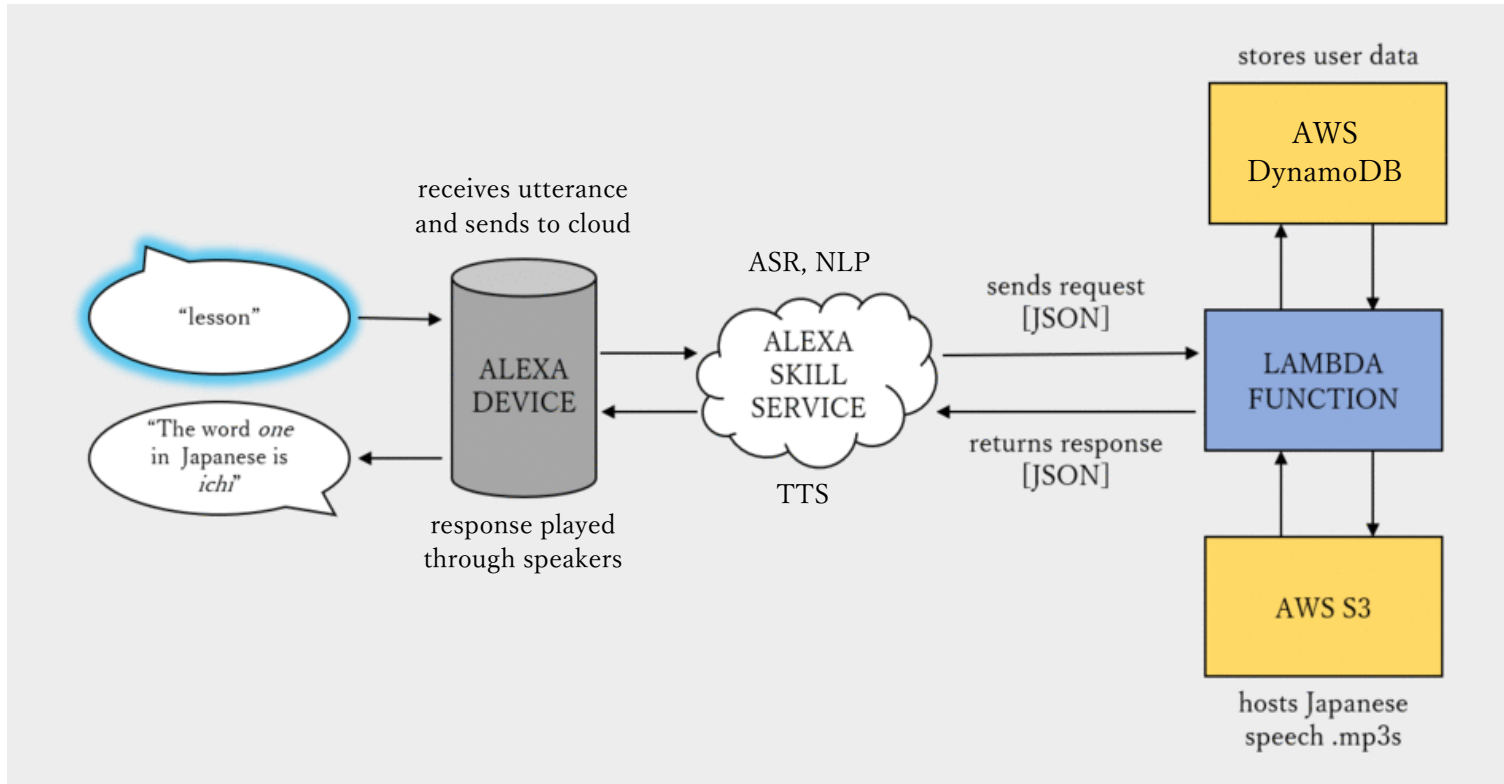 stores user data
AWS
DynamoDB
receives utterance
and sends to cloud
ASR, NLP
sends request
[JSON]
“lesson”
ALEXA
DEVICE
ALEXA
SKILL
SERVICE
LAMBDA
FUNCTION
“The word one
in Japanese is
ichi”
returns response
[JSON]
TTS
response played
through speakers
AWS S3
hosts Japanese
speech .mp3s